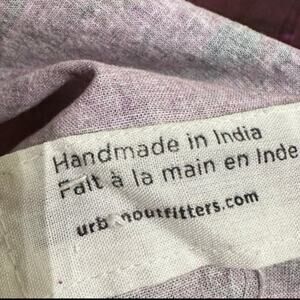 Handmade in India
Fait à la main en Inde
urbanoutfitters.com